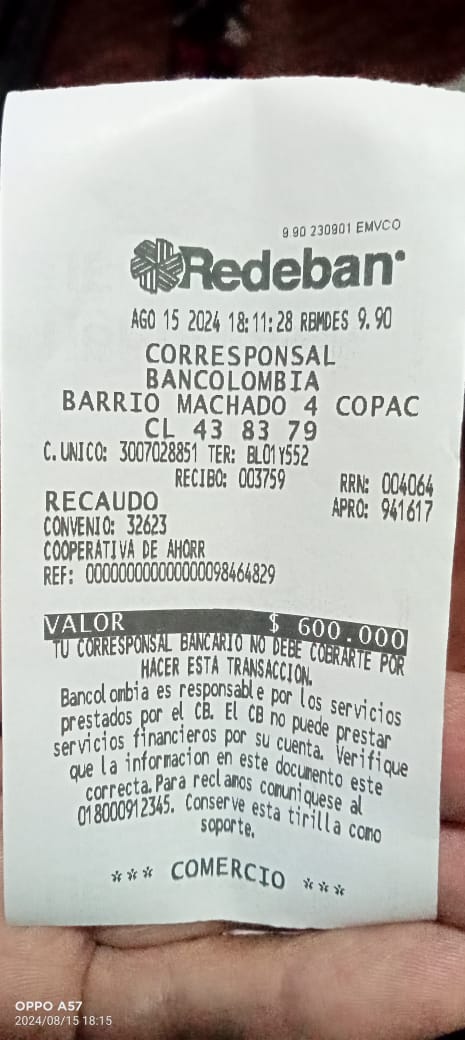 9.90 230901 EMVCO
Redeban
AGO 15 2024 18:11:28 RBMDES 9.90
CORRESPONSAL
BANCOLOMBIA
BARRIO MACHADO 4 COPAC
CL 43 83 79
C.UNICO: 3007028851 TER: BL01Y552
RECIBO: 003759 RRN: 004064
RECAUDO APRO: 941617
CONVENIO: 32623
COOPERATIVA DE AHORR
REF: 000000000000000098464829
VALOR $ 600.000
TU CORRESPONSAL BANCARIO NO DEBE COBRARTE POR
HACER ESTA TRANSACCION.
Bancolombia es responsable por los servicios
prestados por el CB. El CB no puede prestar
servicios financieros por su cuenta. Verifique
que la informacion en este documento este
correcta.Para reclamos comuniquese al
018000912345. Conserve esta tirilla como
soporte.
*** COMERCIO ***
OPPO A57
2024/08/15 18:15